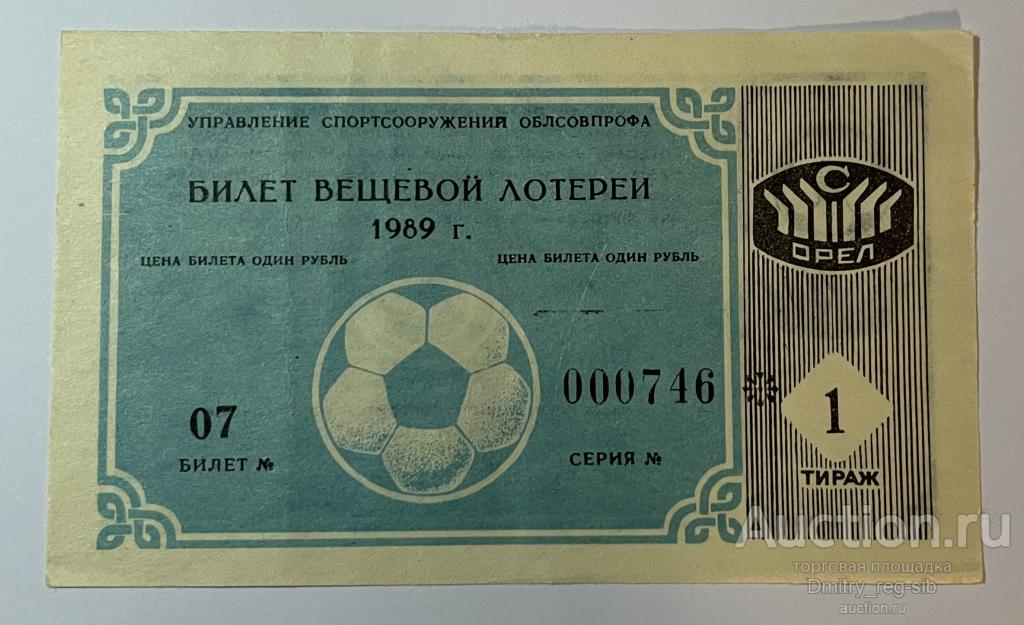 УПРАВЛЕНИЕ СПОРТСООРУЖЕНИЙ ОБЛСОВПРОФА
БИЛЕТ ВЕЩЕВОЙ ЛОТЕРЕИ
1989 г.
ЦЕНА БИЛЕТА ОДИН РУБЛЬ
ЦЕНА БИЛЕТА ОДИН РУБЛЬ
07
БИЛЕТ №
000746
СЕРИЯ №
С
ОРЕЛ
1
ТИРАЖ
Auction.ru
торговая площадка
Dmitry_reg-sib
auction.ru